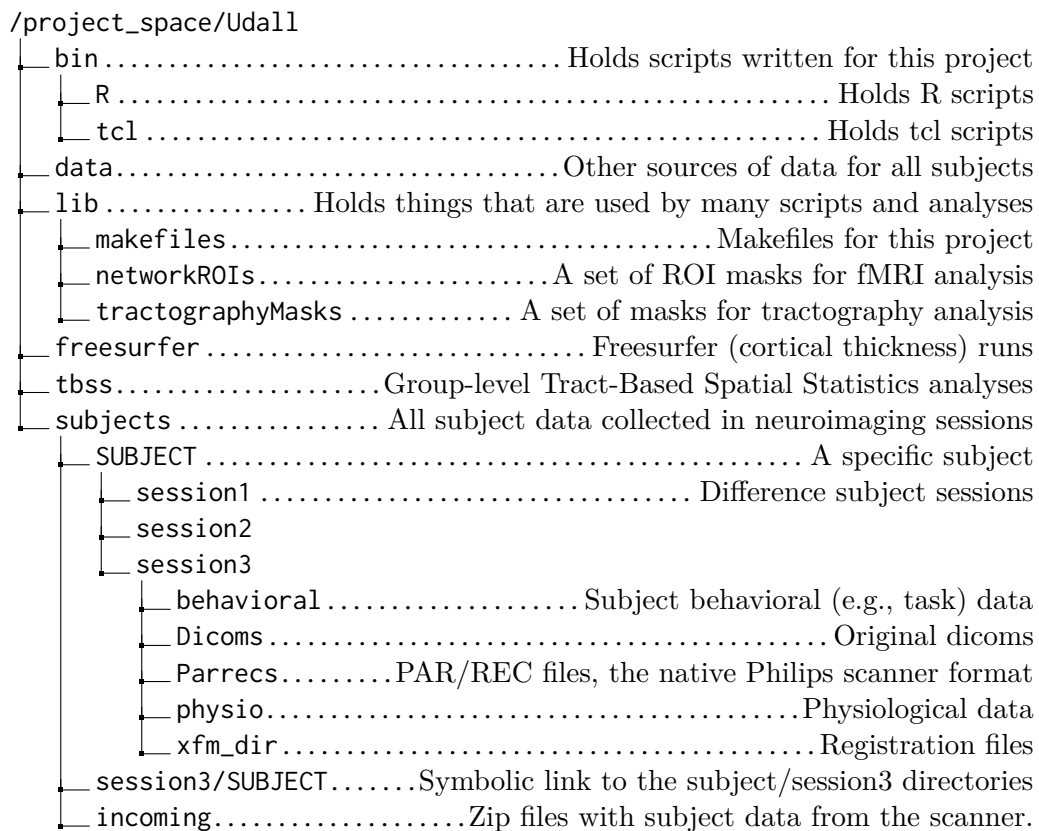 /project_space/Udall
bin.....................................Holds scripts written for this project
R..........................................................Holds R scripts
tcl........................................................Holds tcl scripts
data....................................Other sources of data for all subjects
lib................Holds things that are used by many scripts and analyses
makefiles.......................................Makefiles for this project
networkROIs..........................A set of ROI masks for fMRI analysis
tractographyMasks.............A set of masks for tractography analysis
freesurfer...............................Freesurfer (cortical thickness) runs
tbss.....................Group-level Tract-Based Spatial Statistics analyses
subjects................All subject data collected in neuroimaging sessions
SUBJECT..................................................A specific subject
session1...................................Difference subject sessions
session2
session3
behavioral.....................Subject behavioral (e.g., task) data
Dicoms..............................................Original dicoms
Parrecs.........PAR/REC files, the native Philips scanner format
physio............................................Physiological data
xfm_dir............................................Registration files
session3/SUBJECT.......Symbolic link to the subject/session3 directories
incoming....................Zip files with subject data from the scanner.